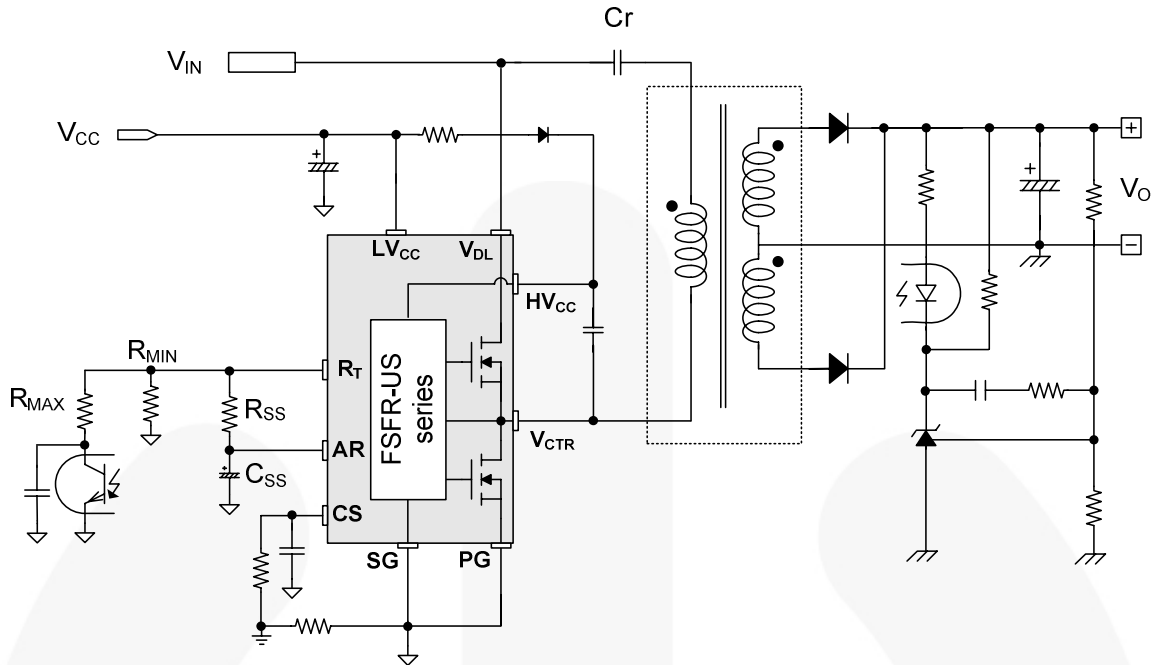 Cr
V_IN
V_CC
+
+
+
V_O
−
LV_CC
V_DL
HV_CC
R_MIN
R_T
R_MAX
R_SS
FSFR-US
series
V_CTR
AR
+
C_SS
CS
SG
PG